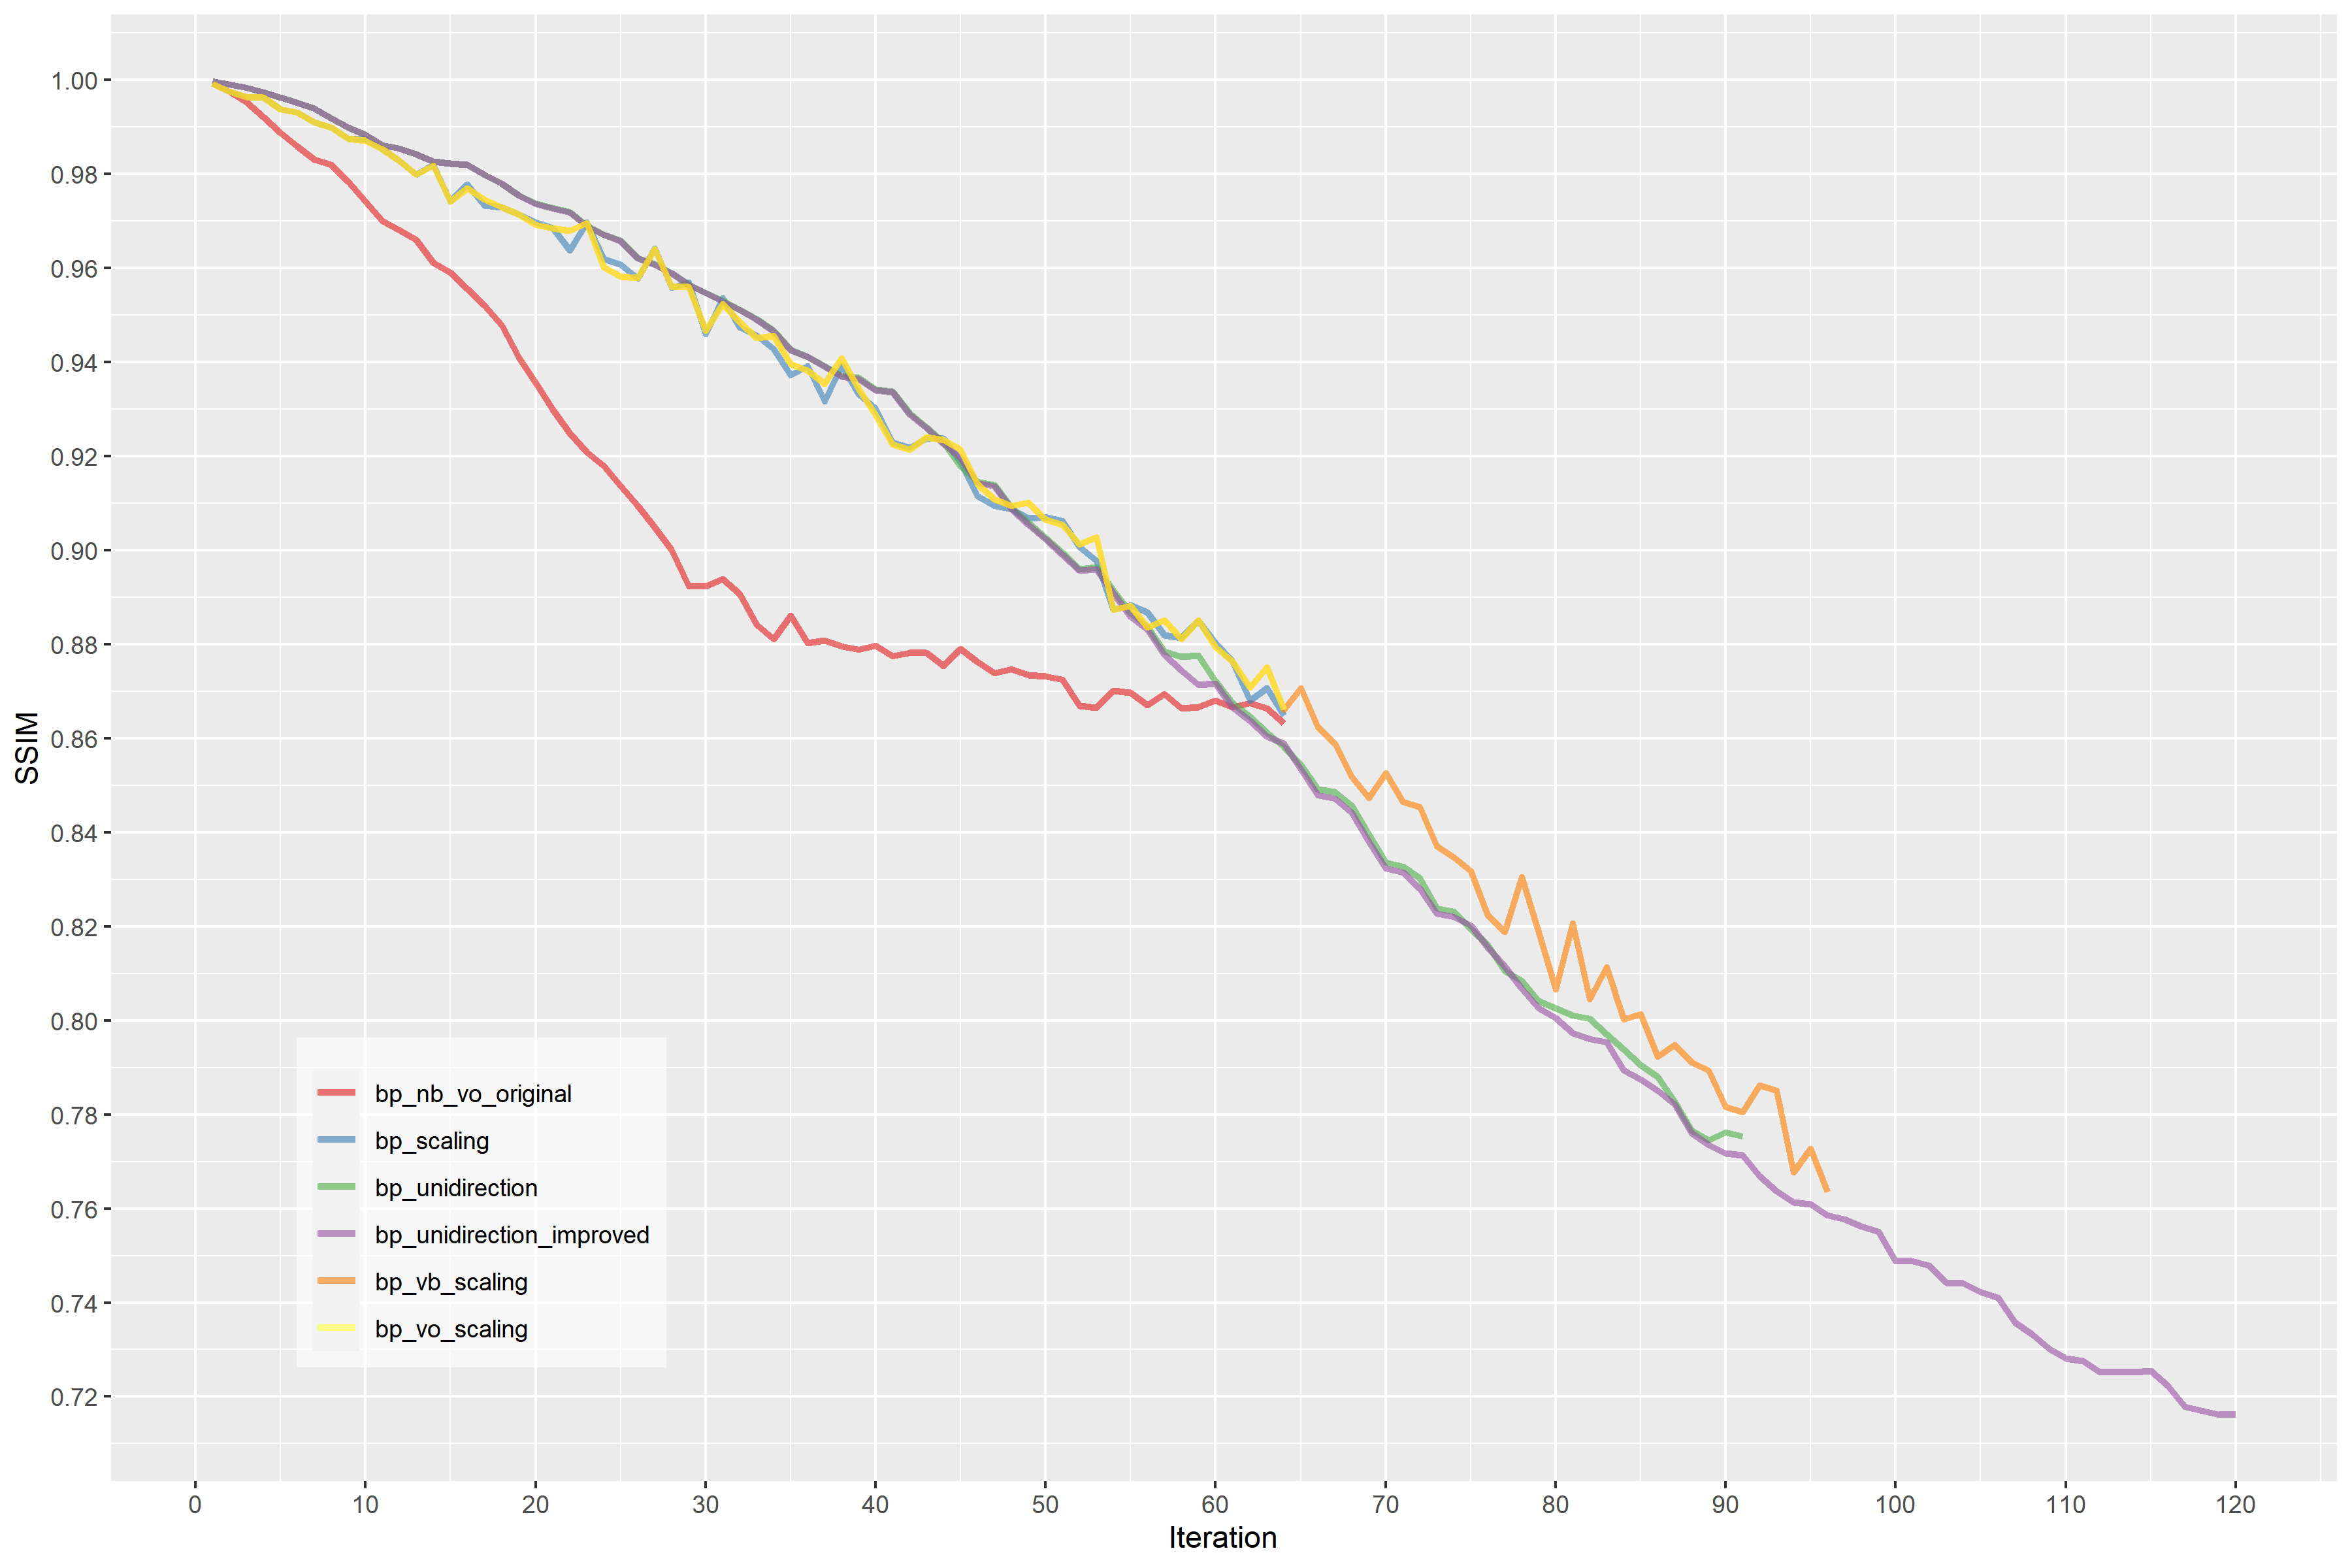 1.00
0.98
0.96
0.94
0.92
0.90
0.88
0.86
0.84
0.82
0.80
0.78
0.76
0.74
0.72
SSIM
bp_nb_vo_original
bp_scaling
bp_unidirection
bp_unidirection_improved
bp_vb_scaling
bp_vo_scaling
0 10 20 30 40 50 60 70 80 90 100 110 120
Iteration